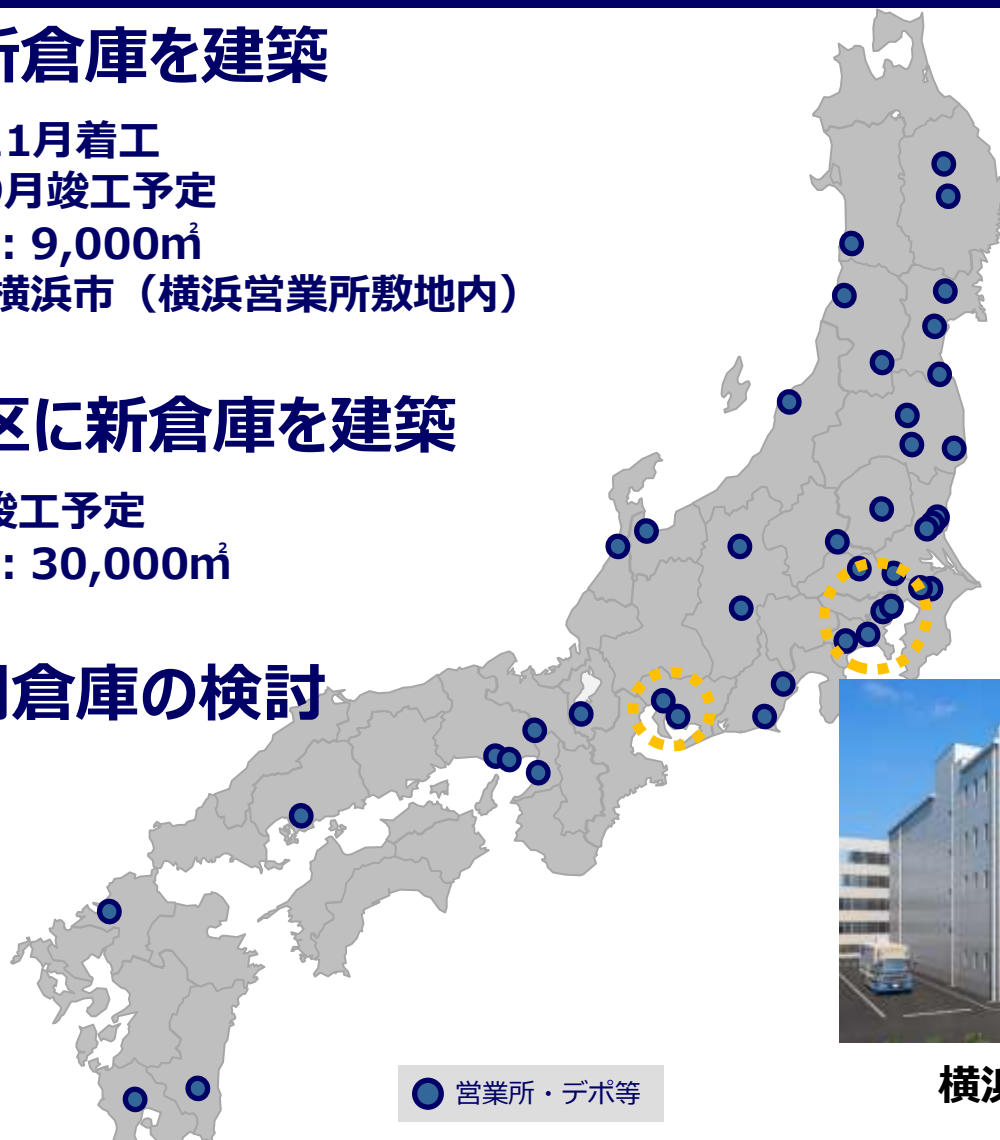 新倉庫を建築
11月着工
月竣工予定
：9,000㎡
横浜市（横浜営業所敷地内）
区に新倉庫を建築
竣工予定
：30,000㎡
倉庫の検討
営業所・デポ等
横浜